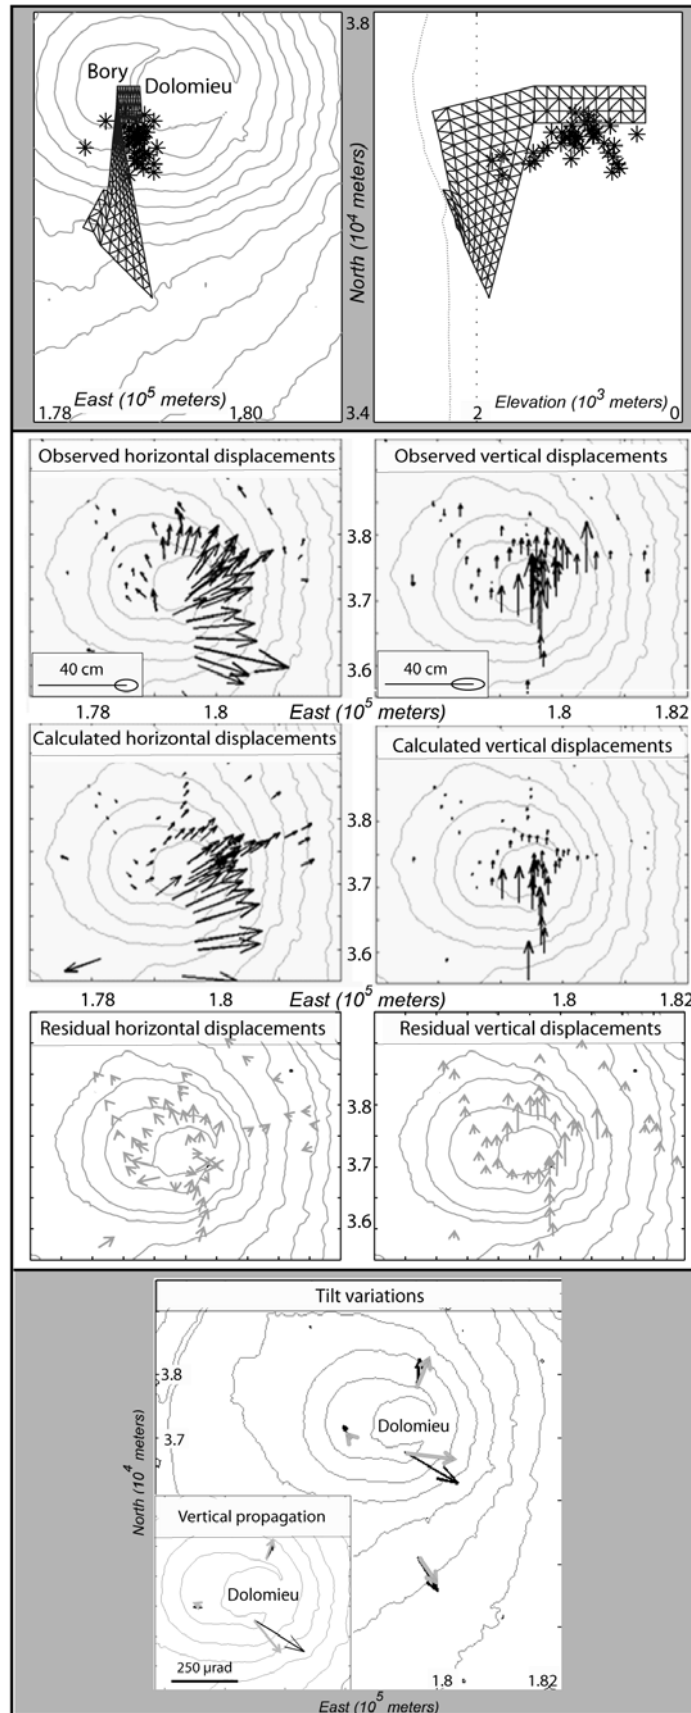 3.8
Bory
Dolomieu
North (10⁴ meters)
East (10⁵ meters)
1.78
1.80
3.4
2
Elevation (10³ meters)
0
Observed horizontal displacements
Observed vertical displacements
3.8
3.7
40 cm
40 cm
3.6
1.78
1.8
East (10⁵ meters)
1.8
1.82
Calculated horizontal displacements
Calculated vertical displacements
3.8
3.7
3.6
1.78
1.8
East (10⁵ meters)
1.8
1.82
Residual horizontal displacements
Residual vertical displacements
3.8
3.7
3.6
Tilt variations
3.8
Dolomieu
3.7
North (10⁴ meters)
Vertical propagation
Dolomieu
250 µrad
1.8
1.82
East (10⁵ meters)